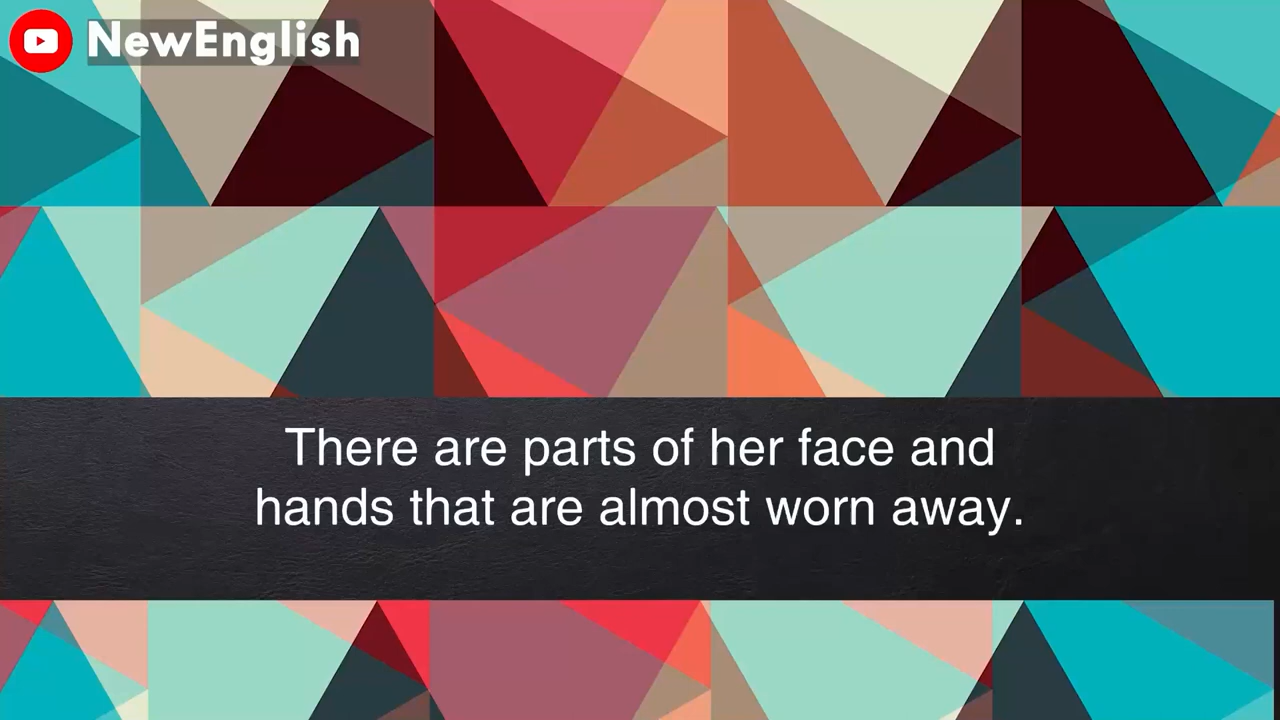 NewEnglish
There are parts of her face and
hands that are almost worn away.